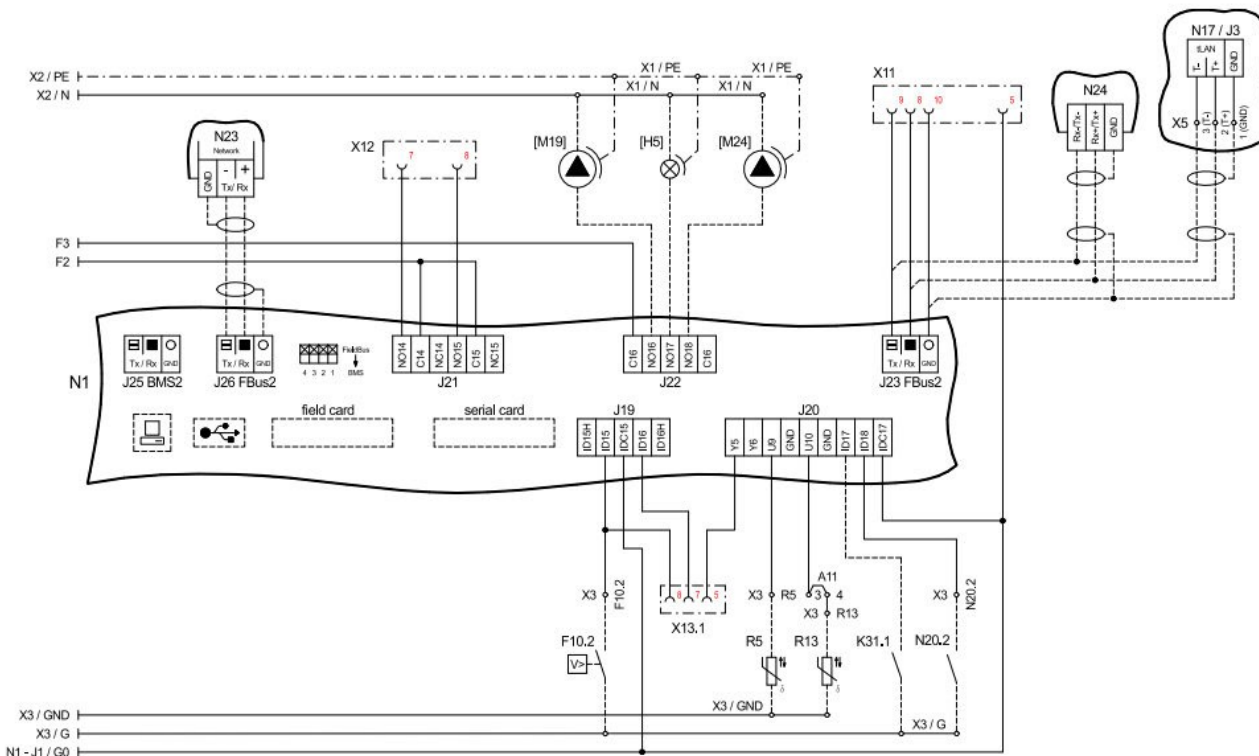 N17 / J3
tLAN
T- T+ GND
X2 / PE X1 / PE X1 / PE X11
X2 / N X1 / N X1 / N
9 8 10 5
N24
Rx-/Tx- Rx+/Tx+ GND
X5 3 (T-) 2 (T+) 1 (GND)
N23
Network
GND - +
Tx/ Rx
X12 7 8
[M19] [H5] [M24]
F3
F2
N1
Tx / Rx GND
J25 BMS2
Tx / Rx GND
J26 FBus2
4 3 2 1
FieldBus
BMS
NO14 C14 NC14 NO15 C15 NC15
J21
C16 NO16 NO17 NO18 C16
J22
Tx / Rx GND
J23 FBus2
field card
serial card
J19
ID15H ID15 IDC15 ID16 ID16H
J20
Y5 Y6 U9 GND U10 GND ID17 ID18 IDC17
X3 F10.2
8 7 5
X13.1
X3 R5
A11
3 4
X3 R13
X3 N20.2
F10.2
V>
R5 R13 K31.1 N20.2
X3 / GND X3 / GND
X3 / G X3 / G
N1 - J1 / G0